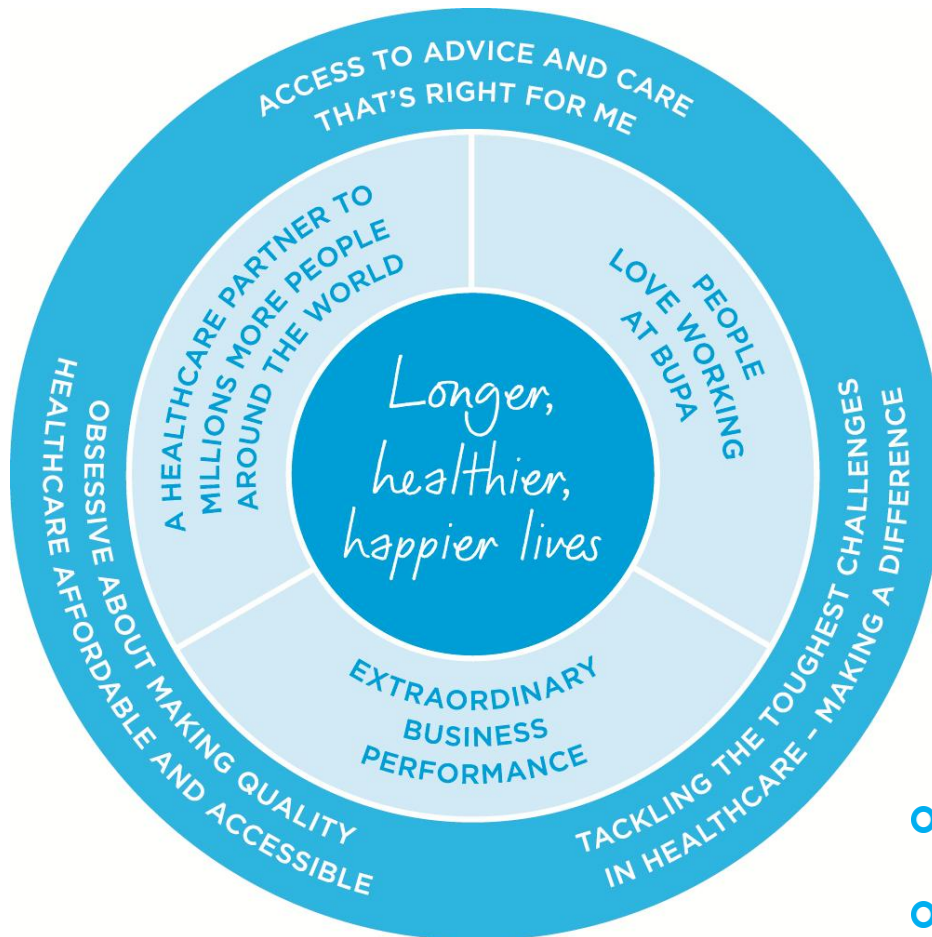 ACCESS TO ADVICE AND CARE
THAT'S RIGHT FOR ME
A HEALTHCARE PARTNER TO
MILLIONS MORE PEOPLE
AROUND THE WORLD
PEOPLE
LOVE WORKING
AT BUPA
Longer,
healthier,
happier lives
EXTRAORDINARY
BUSINESS
PERFORMANCE
OBSESSIVE ABOUT MAKING QUALITY
HEALTHCARE AFFORDABLE AND ACCESSIBLE
TACKLING THE TOUGHEST CHALLENGES
IN HEALTHCARE - MAKING A DIFFERENCE